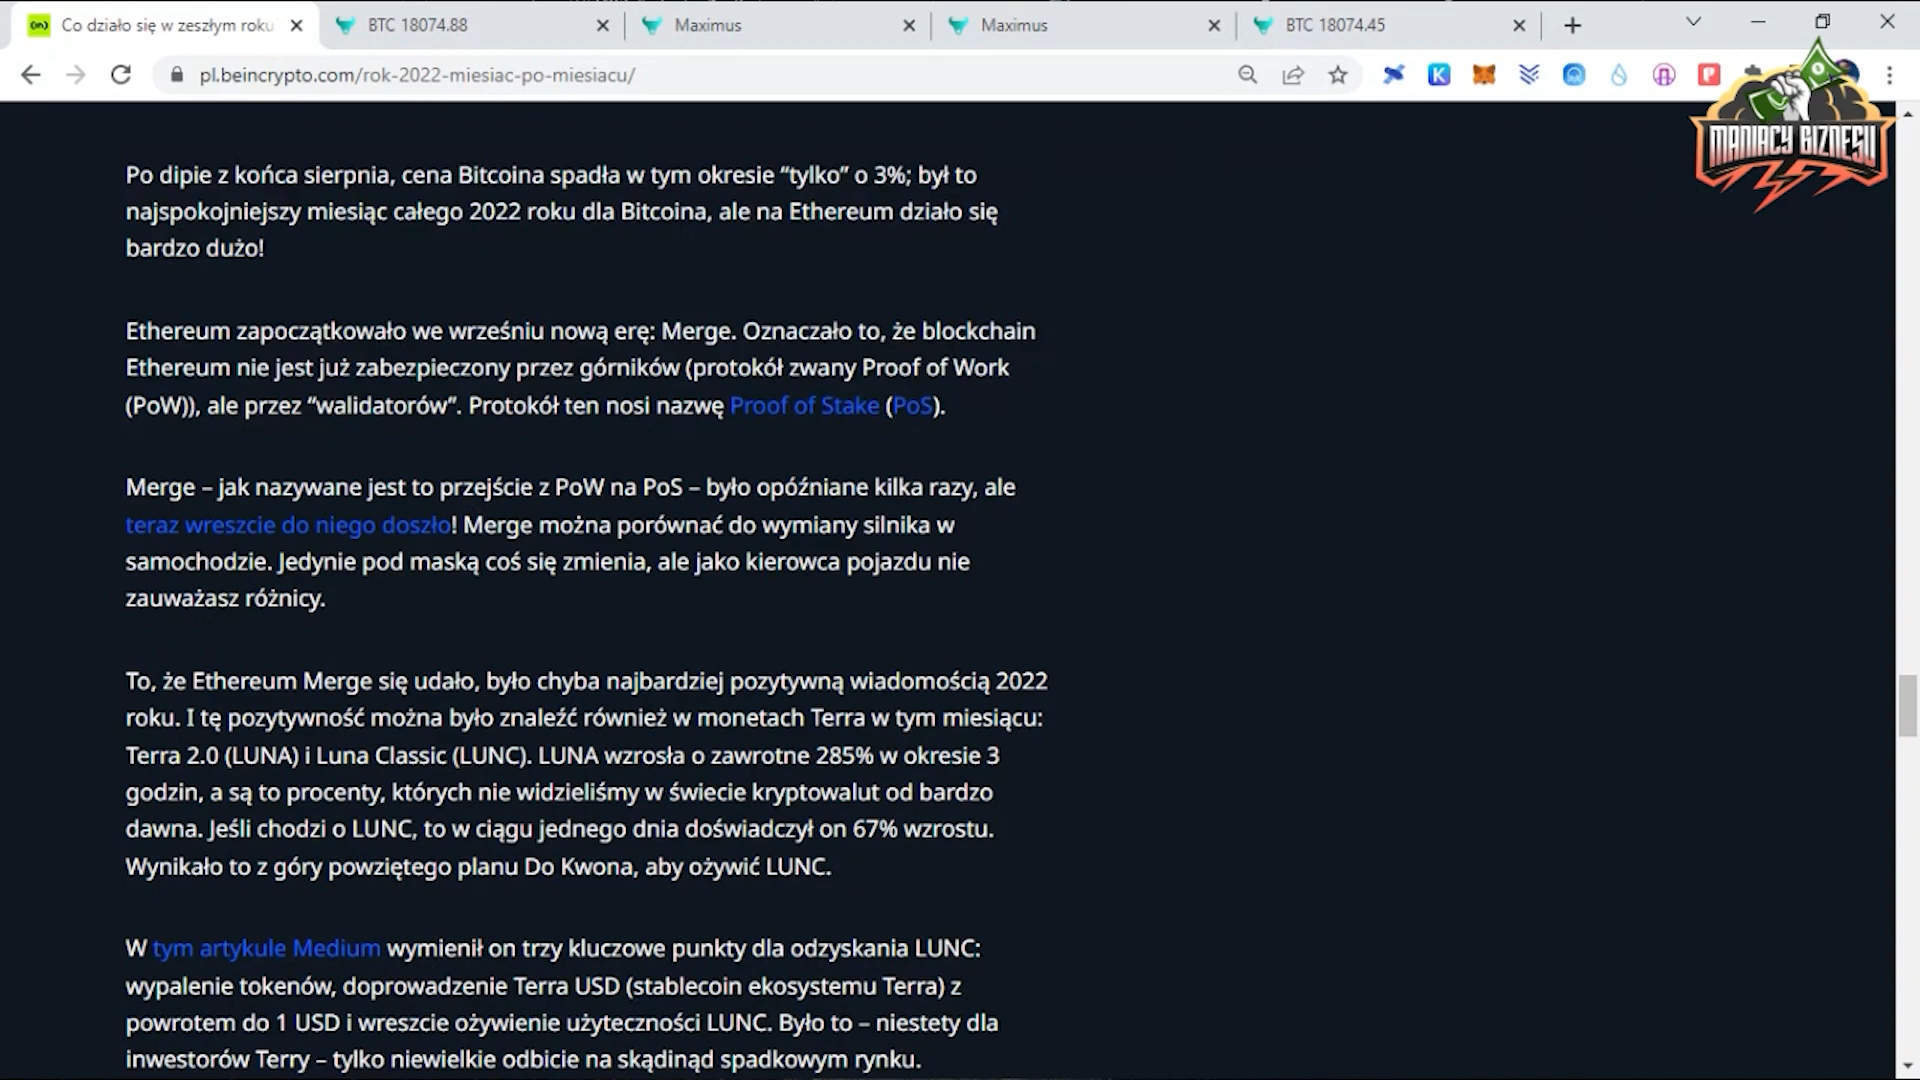 Co działo się w zeszłym roku
BTC 18074.88
Maximus
Maximus
BTC 18074.45
pl.beincrypto.com/rok-2022-miesiac-po-miesiacu/
MANIACY BIZNESU
Po dipie z końca sierpnia, cena Bitcoina spadła w tym okresie “tylko” o 3%; był to
najspokojniejszy miesiąc całego 2022 roku dla Bitcoina, ale na Ethereum działo się
bardzo dużo!
Ethereum zapoczątkowało we wrześniu nową erę: Merge. Oznaczało to, że blockchain
Ethereum nie jest już zabezpieczony przez górników (protokół zwany Proof of Work
(PoW)), ale przez “walidatorów”. Protokół ten nosi nazwę Proof of Stake (PoS).
Merge – jak nazywane jest to przejście z PoW na PoS – było opóźniane kilka razy, ale
teraz wreszcie do niego doszło! Merge można porównać do wymiany silnika w
samochodzie. Jedynie pod maską coś się zmienia, ale jako kierowca pojazdu nie
zauważasz różnicy.
To, że Ethereum Merge się udało, było chyba najbardziej pozytywną wiadomością 2022
roku. I tę pozytywność można było znaleźć również w monetach Terra w tym miesiącu:
Terra 2.0 (LUNA) i Luna Classic (LUNC). LUNA wzrosła o zawrotne 285% w okresie 3
godzin, a są to procenty, których nie widzieliśmy w świecie kryptowalut od bardzo
dawna. Jeśli chodzi o LUNC, to w ciągu jednego dnia doświadczył on 67% wzrostu.
Wynikało to z góry powziętego planu Do Kwona, aby ożywić LUNC.
W tym artykule Medium wymienił on trzy kluczowe punkty dla odzyskania LUNC:
wypalenie tokenów, doprowadzenie Terra USD (stablecoin ekosystemu Terra) z
powrotem do 1 USD i wreszcie ożywienie użyteczności LUNC. Było to – niestety dla
inwestorów Terry – tylko niewielkie odbicie na skądinąd spadkowym rynku.